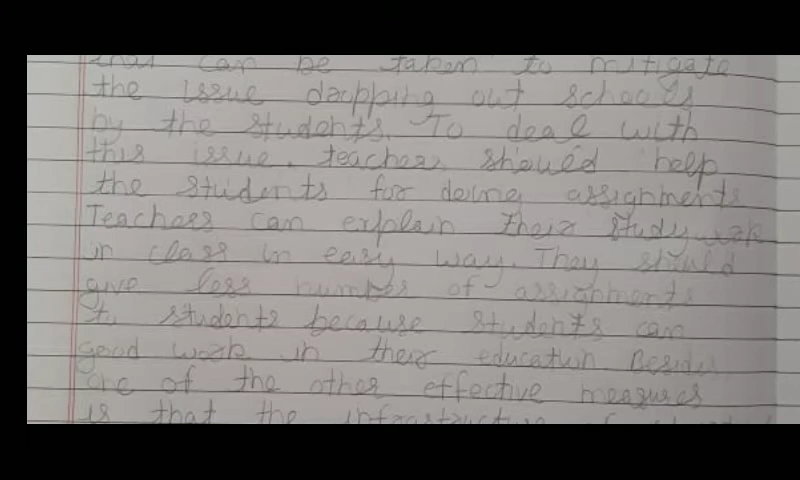 that can be taken to mitigate
the issue dropping out schools
by the students. To deal with
this issue, teachers should help
the students for doing assignments
Teachers can explain their study work
in class in easy way. They should
give less number of assignments
to students because students can
good work in their education Besides
one of the other effective measures
is that the infrastructure of